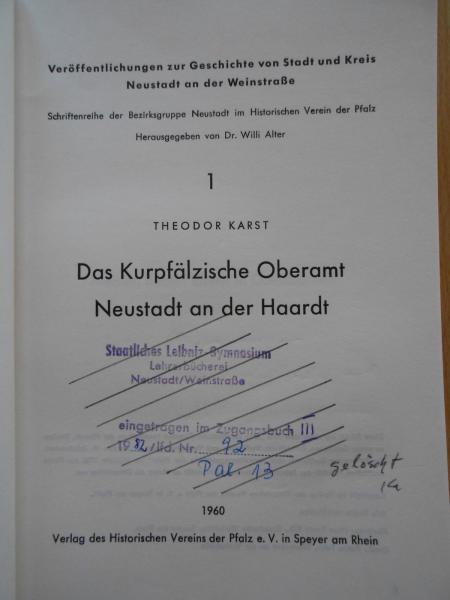 Veröffentlichungen zur Geschichte von Stadt und Kreis
Neustadt an der Weinstraße
Schriftenreihe der Bezirksgruppe Neustadt im Historischen Verein der Pfalz
Herausgegeben von Dr. Willi Alter
1
THEODOR KARST
Das Kurpfälzische Oberamt
Neustadt an der Haardt
Staatliches Leibniz-Gymnasium
Lehrerbücherei
Neustadt/Weinstraße
eingetragen im Zugangsbuch III
1982/lfd. Nr. 92
Pal. 13
gelöscht
1960
Verlag des Historischen Vereins der Pfalz e. V. in Speyer am Rhein